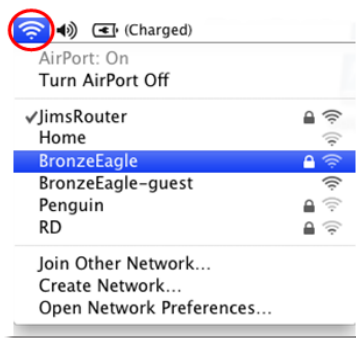 (Charged)
AirPort: On
Turn AirPort Off
✓JimsRouter
Home
BronzeEagle
BronzeEagle-guest
Penguin
RD
Join Other Network...
Create Network...
Open Network Preferences...